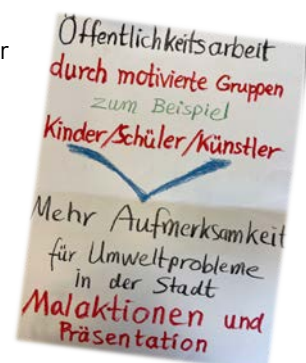 r
Öffentlichkeitsarbeit
durch motivierte Gruppen
zum Beispiel
Kinder/Schüler/Künstler
Mehr Aufmerksamkeit
für Umweltprobleme
in der Stadt
Malaktionen und
Präsentation